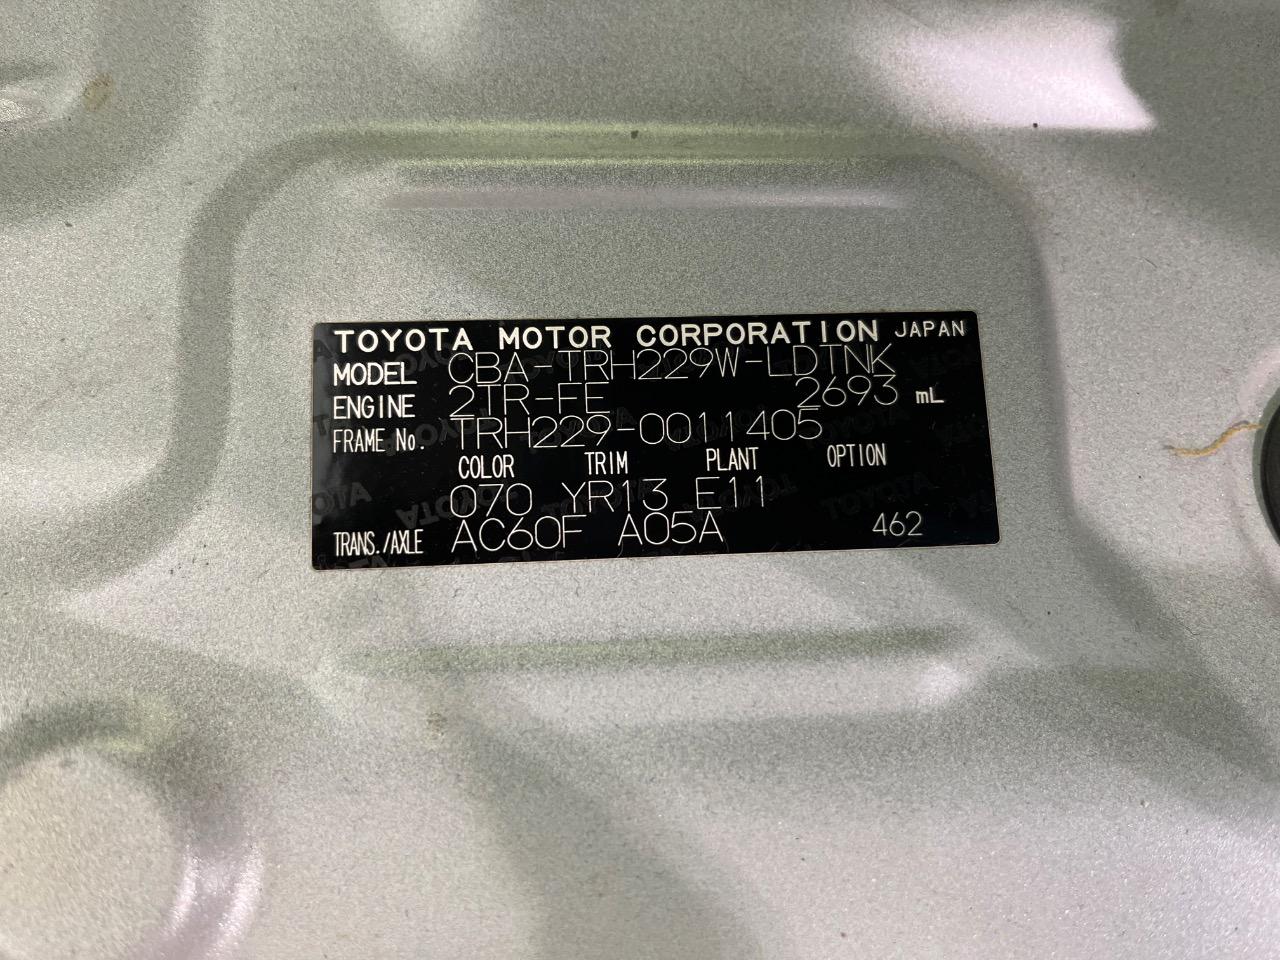 TOYOTA MOTOR CORPORATION JAPAN
MODEL CBA-TRH229W-LDTNK
ENGINE 2TR-FE 2693 mL
FRAME No. TRH229-0011405
COLOR TRIM PLANT OPTION
070 YR13 E11
TRANS./AXLE AC60F A05A 462